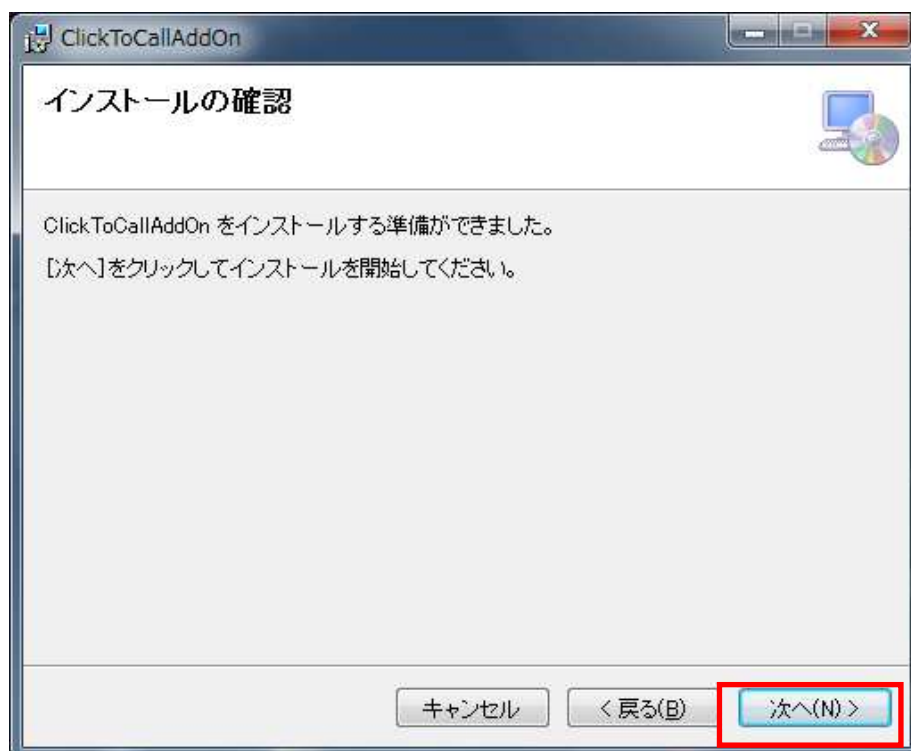 ClickToCallAddOn
インストールの確認
ClickToCallAddOn をインストールする準備ができました。
[次へ]をクリックしてインストールを開始してください。
キャンセル
< 戻る(B)
次へ(N) >